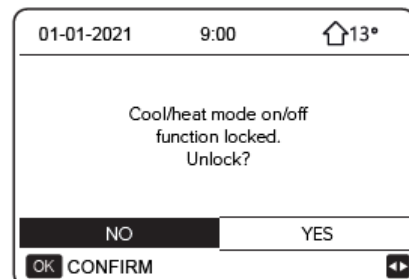 01-01-2021 9:00 13°
Cool/heat mode on/off
function locked.
Unlock?
NO YES
OK CONFIRM